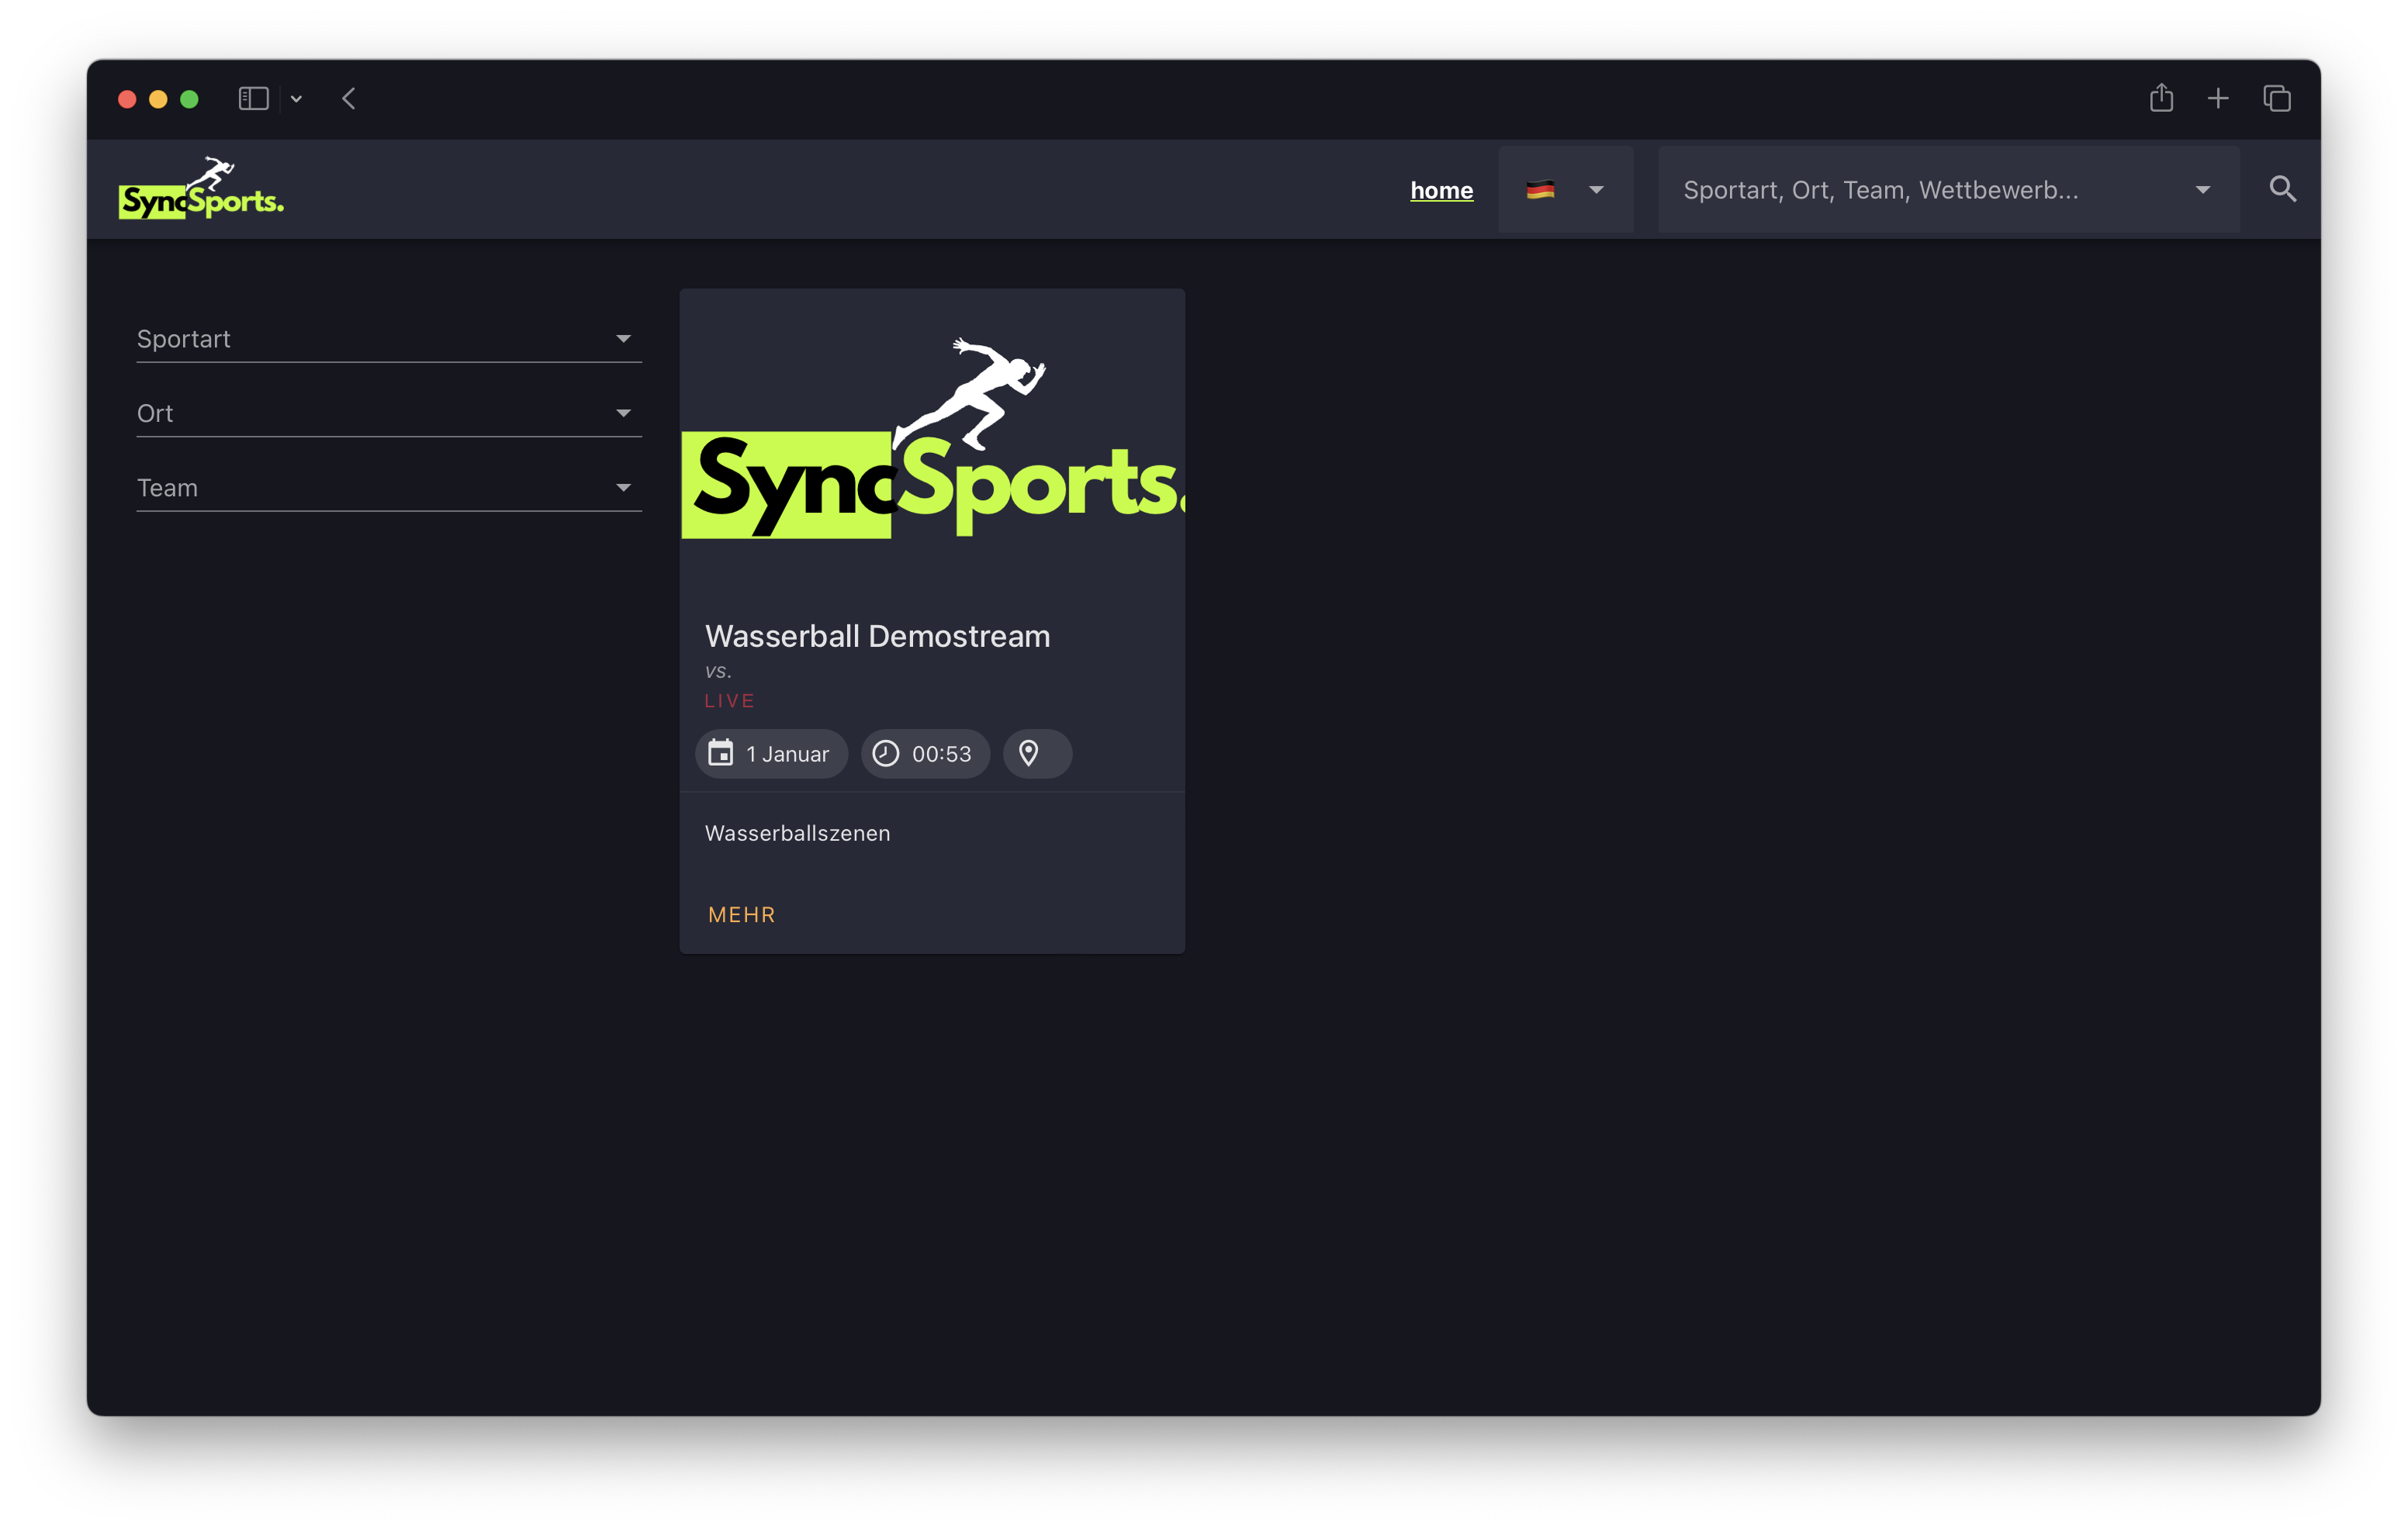 SyncSports.
home
Sportart, Ort, Team, Wettbewerb...
Sportart
Ort
Team
SyncSports.
Wasserball Demostream
vs.
LIVE
1 Januar
00:53
Wasserballszenen
MEHR